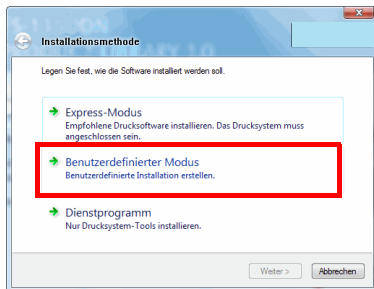 Installationsmethode
Legen Sie fest, wie die Software installiert werden soll.
Express-Modus
Empfohlene Drucksoftware installieren. Das Drucksystem muss
angeschlossen sein.
Benutzerdefinierter Modus
Benutzerdefinierte Installation erstellen.
Dienstprogramm
Nur Drucksystem-Tools installieren.
Weiter >
Abbrechen